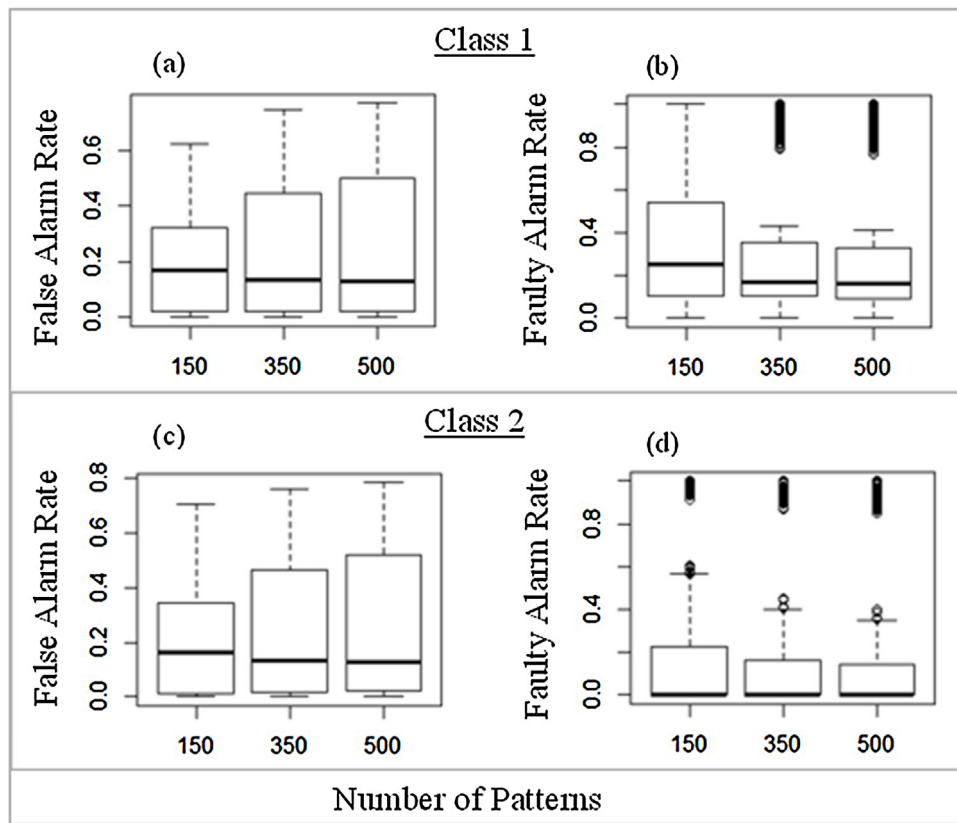 Class 1
(a)
(b)
False Alarm Rate
0.0 0.2 0.4 0.6
150 350 500
Faulty Alarm Rate
0.0 0.4 0.8
150 350 500
Class 2
(c)
(d)
False Alarm Rate
0.0 0.2 0.4 0.6 0.8
150 350 500
Faulty Alarm Rate
0.0 0.4 0.8
150 350 500
Number of Patterns